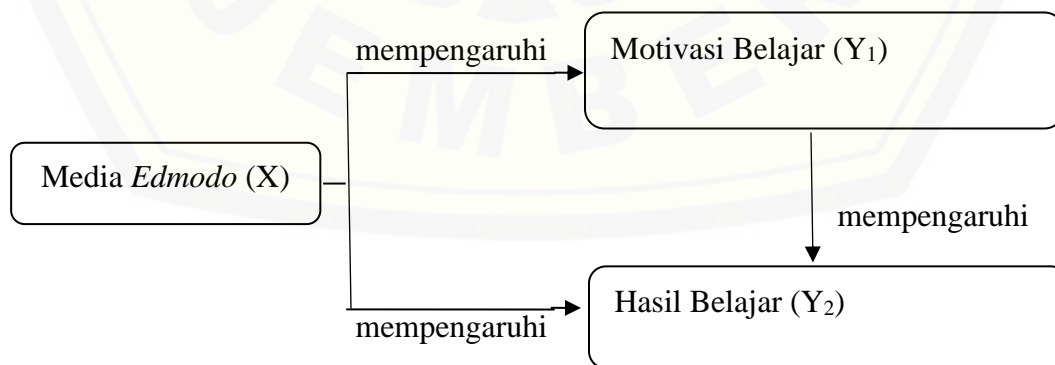 mempengaruhi
Motivasi Belajar (Y₁)
Media Edmodo (X)
mempengaruhi
Hasil Belajar (Y₂)
mempengaruhi